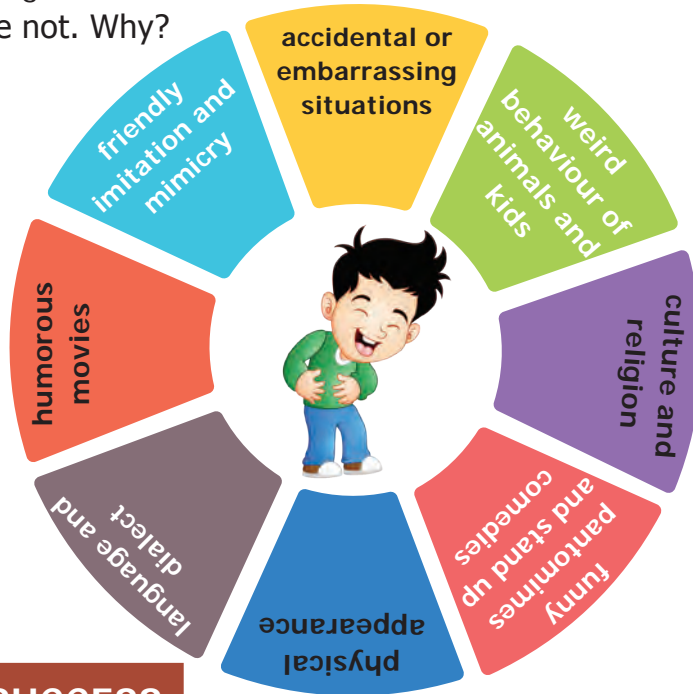 e not. Why?
accidental or
embarrassing
situations
weird
behaviour of
animals and
kids
culture and
religion
funny
pantomimes
and stand up
comedies
physical
appearance
language and
dialect
humorous
movies
friendly
imitation and
mimicry